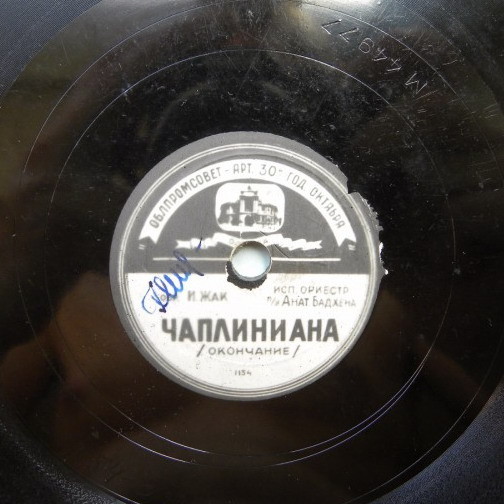 M 44977
ОБЛПРОМСОВЕТ - АРТ. 30" ГОД. ОКТЯБРЯ"
И. ЖАК
ИСП ОРКЕСТР
Р/У АНАТ БАДХЕНА
ЧАПЛИНИАНА
/ОКОНЧАНИЕ/
1134